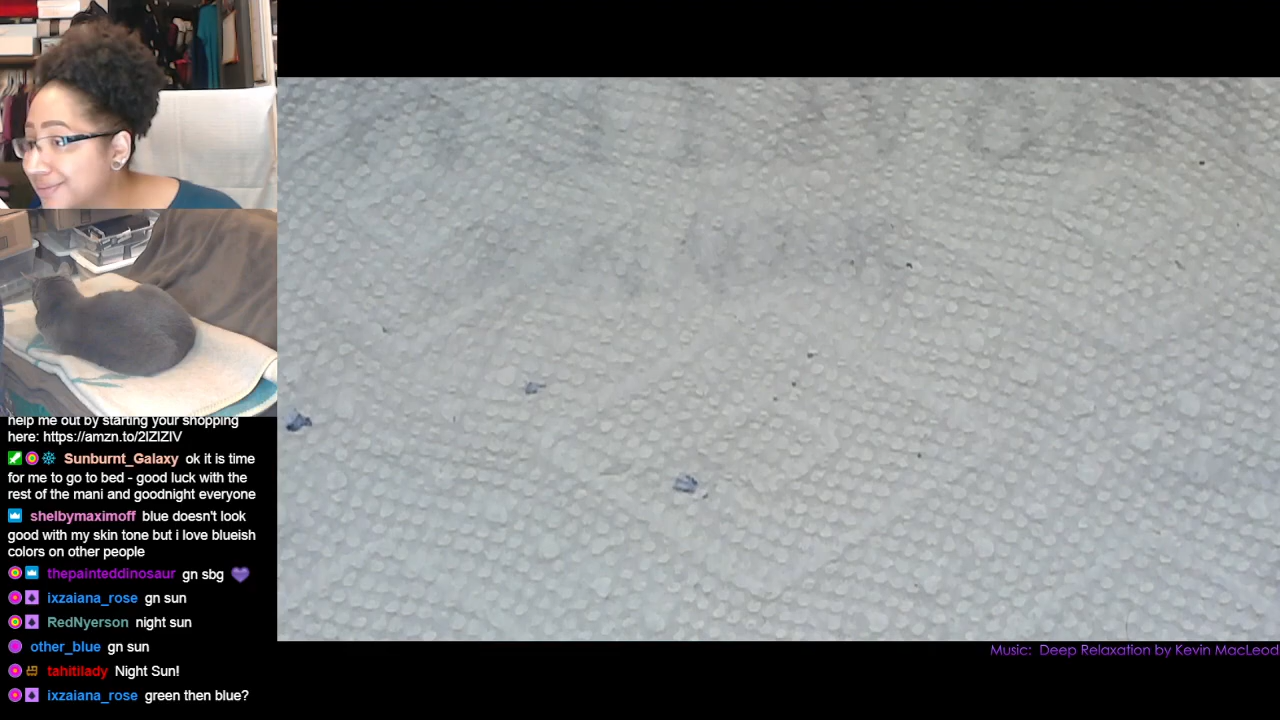 help me out by starting your shopping
here: https://amzn.to/2IZIZIV
Sunburnt_Galaxy ok it is time
for me to go to bed - good luck with the
rest of the mani and goodnight everyone
shelbymaximoff blue doesn't look
good with my skin tone but i love blueish
colors on other people
thepainteddinosaur gn sbg
ixzaiana_rose gn sun
RedNyerson night sun
other_blue gn sun
tahitilady Night Sun!
ixzaiana_rose green then blue?
Music: Deep Relaxation by Kevin MacLeod